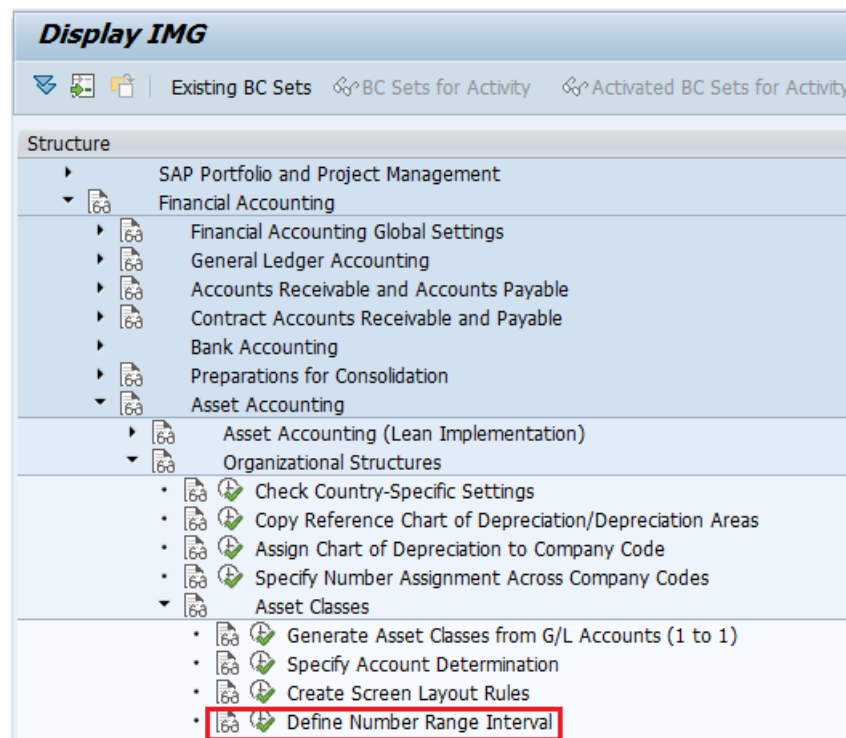 Display IMG
Existing BC Sets BC Sets for Activity Activated BC Sets for Activity
Structure
SAP Portfolio and Project Management
Financial Accounting
Financial Accounting Global Settings
General Ledger Accounting
Accounts Receivable and Accounts Payable
Contract Accounts Receivable and Payable
Bank Accounting
Preparations for Consolidation
Asset Accounting
Asset Accounting (Lean Implementation)
Organizational Structures
Check Country-Specific Settings
Copy Reference Chart of Depreciation/Depreciation Areas
Assign Chart of Depreciation to Company Code
Specify Number Assignment Across Company Codes
Asset Classes
Generate Asset Classes from G/L Accounts (1 to 1)
Specify Account Determination
Create Screen Layout Rules
Define Number Range Interval